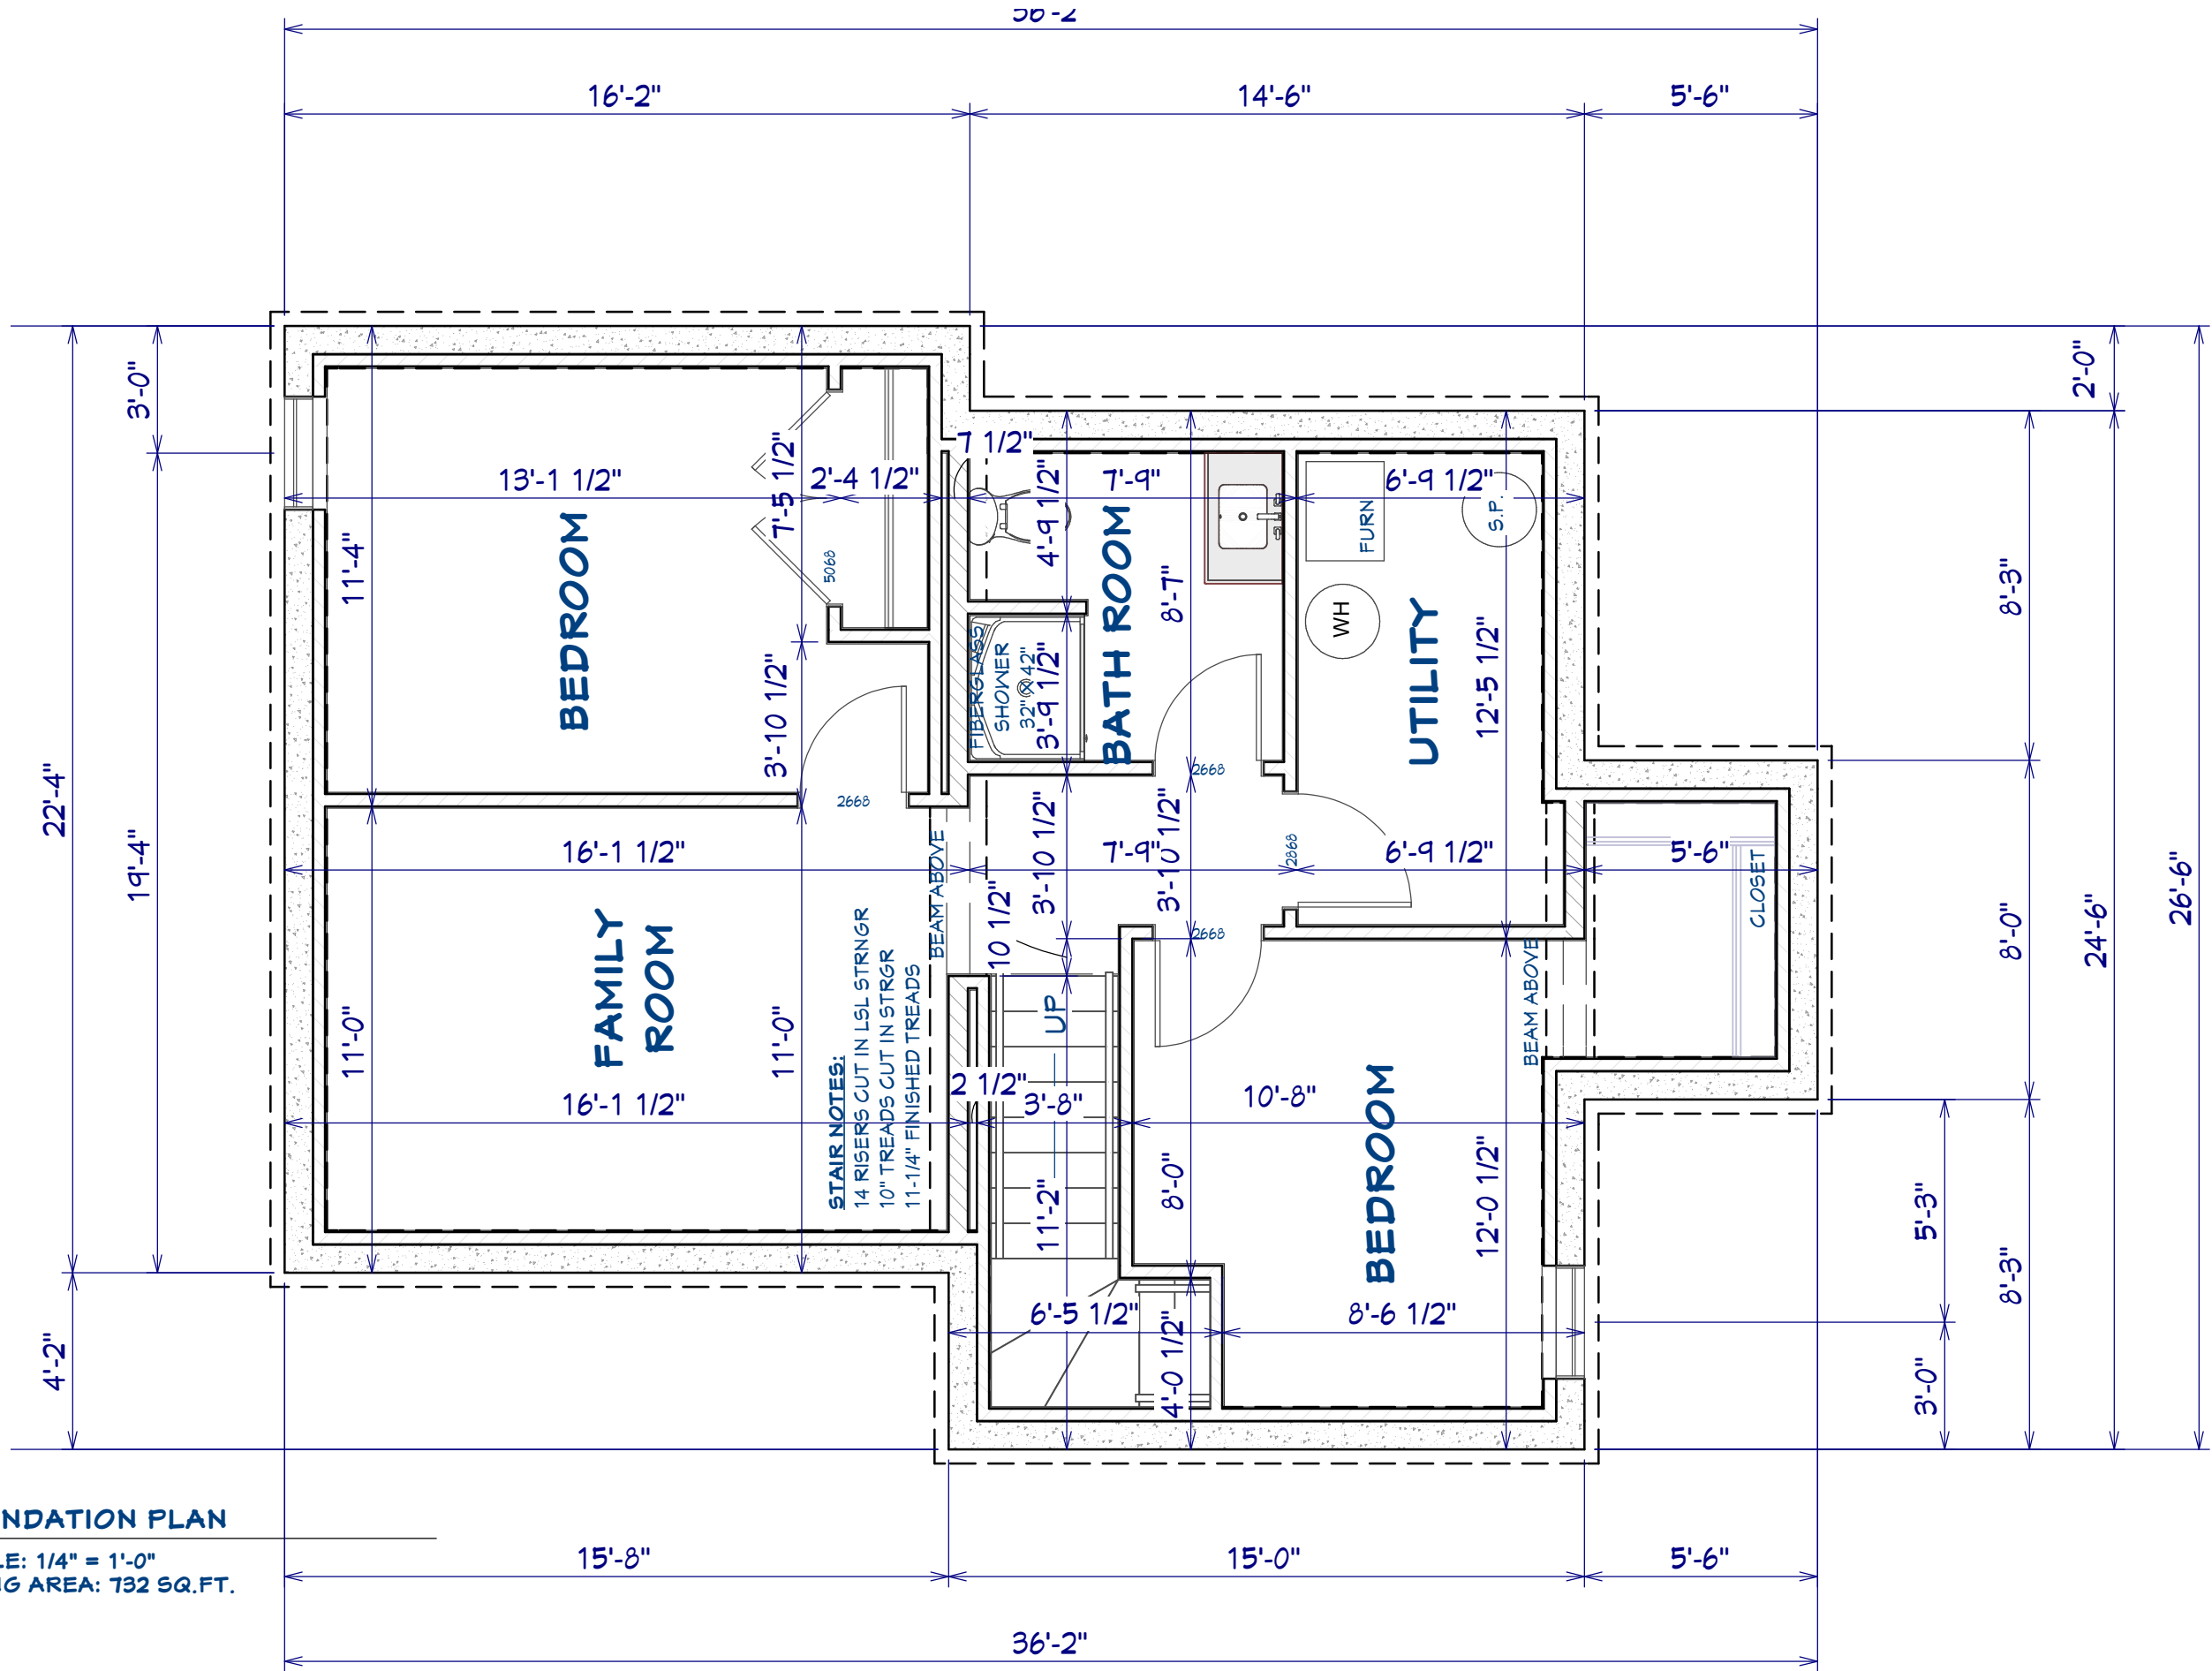 36'-2"
16'-2"
14'-6"
5'-6"
3'-0"
2'-0"
7 1/2"
13'-1 1/2"
2'-4 1/2"
7'-9"
6'-9 1/2"
7'-5 1/2"
4'-9 1/2"
FURN
S.P.
11'-4"
BEDROOM
5068
BATH ROOM
8'-7"
8'-3"
WH
UTILITY
12'-5 1/2"
FIBERGLASS
SHOWER
32" X 42"
3'-9 1/2"
3'-10 1/2"
2668
2668
22'-4"
19'-4"
16'-1 1/2"
BEAM ABOVE
3'-10 1/2"
7'-9"
3'-10 1/2"
2868
6'-9 1/2"
5'-6"
CLOSET
26'-6"
24'-6"
8'-0"
10 1/2"
2668
FAMILY
ROOM
BEAM ABOVE
UP
11'-0"
11'-0"
STAIR NOTES:
14 RISERS CUT IN LSL STRNGR
10" TREADS CUT IN STRGR
11-1/4" FINISHED TREADS
16'-1 1/2"
2 1/2"
3'-8"
10'-8"
BEDROOM
11'-2"
8'-0"
12'-0 1/2"
5'-3"
8'-3"
6'-5 1/2"
8'-6 1/2"
4'-2"
4'-0 1/2"
3'-0"
NDATION PLAN
LE: 1/4" = 1'-0"
G AREA: 732 SQ.FT.
15'-8"
15'-0"
5'-6"
36'-2"